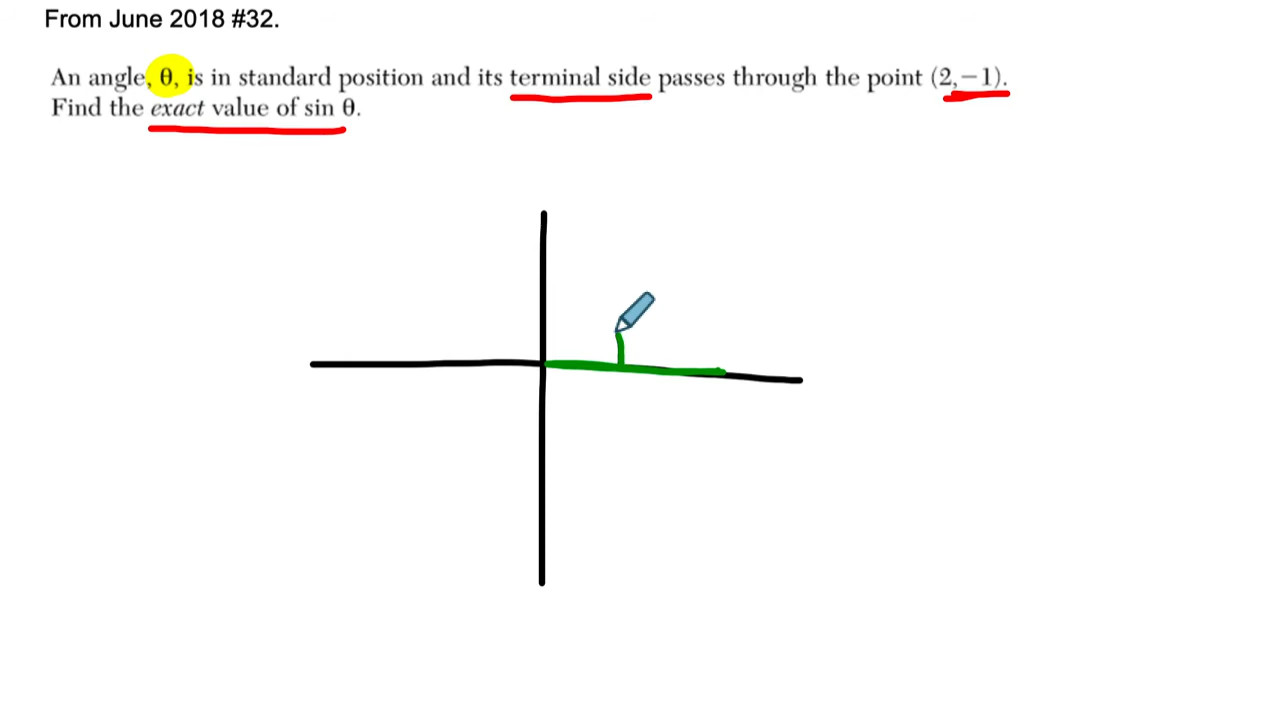 From June 2018 #32.
An angle, θ, is in standard position and its terminal side passes through the point (2,−1).
Find the exact value of sin θ.